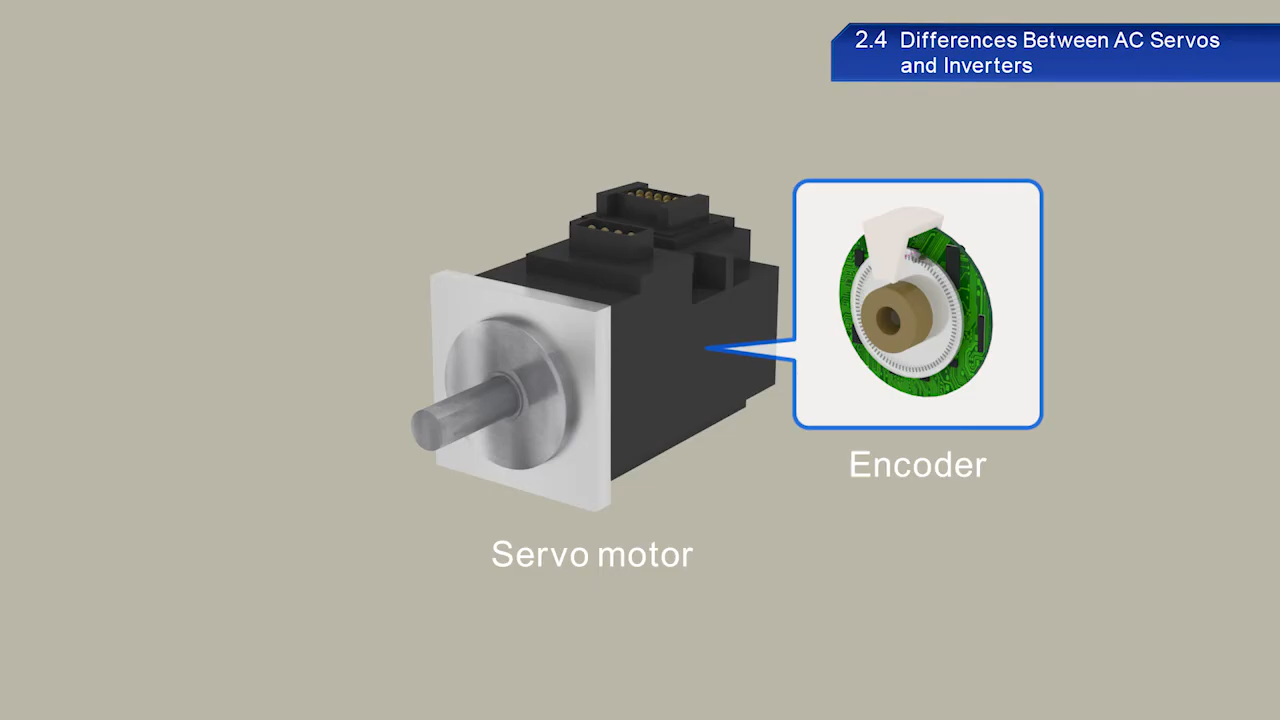 2.4 Differences Between AC Servos
and Inverters
Encoder
Servo motor